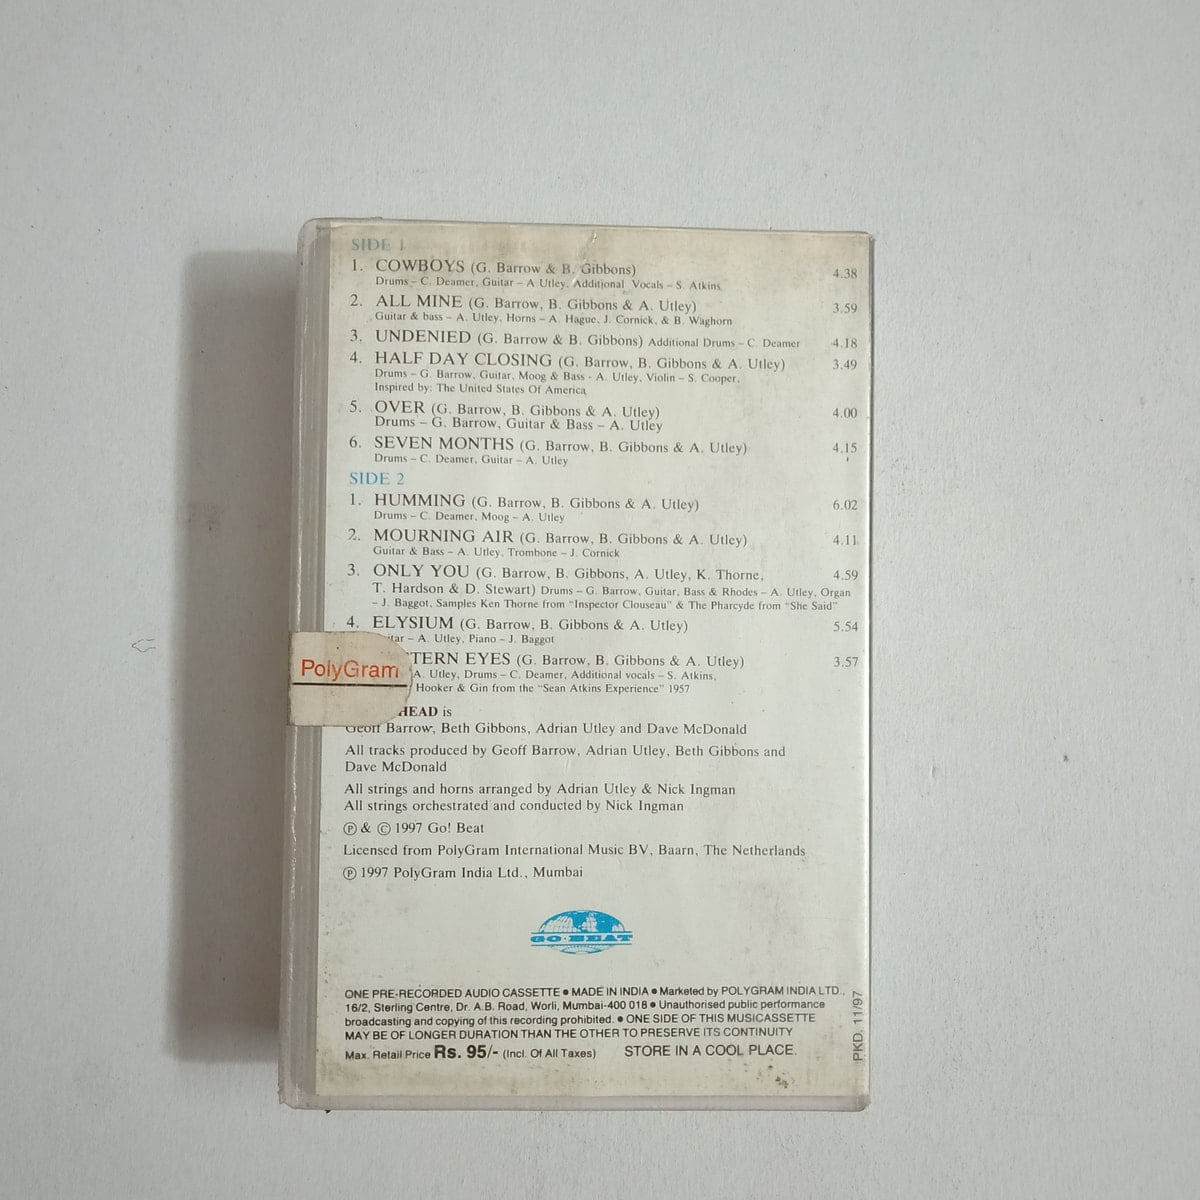 SIDE 1
1. COWBOYS (G. Barrow & B. Gibbons) 4.38
Drums – C. Deamer, Guitar – A Utley, Additional Vocals – S. Atkins
2. ALL MINE (G. Barrow, B. Gibbons & A. Utley) 3.59
Guitar & bass – A. Utley, Horns – A. Hague, J. Cornick, & B. Waghorn
3. UNDENIED (G. Barrow & B. Gibbons) Additional Drums – C. Deamer 4.18
4. HALF DAY CLOSING (G. Barrow, B. Gibbons & A. Utley) 3.49
Drums – G. Barrow, Guitar, Moog & Bass - A. Utley, Violin – S. Cooper,
Inspired by: The United States Of America
5. OVER (G. Barrow, B. Gibbons & A. Utley) 4.00
Drums – G. Barrow, Guitar & Bass – A. Utley
6. SEVEN MONTHS (G. Barrow, B. Gibbons & A. Utley) 4.15
Drums – C. Deamer, Guitar – A. Utley
SIDE 2
1. HUMMING (G. Barrow, B. Gibbons & A. Utley) 6.02
Drums – C. Deamer, Moog – A. Utley
2. MOURNING AIR (G. Barrow, B. Gibbons & A. Utley) 4.11
Guitar & Bass – A. Utley, Trombone – J. Cornick
3. ONLY YOU (G. Barrow, B. Gibbons, A. Utley, K. Thorne, 4.59
T. Hardson & D. Stewart) Drums – G. Barrow, Guitar, Bass & Rhodes – A. Utley, Organ
– J. Baggot, Samples Ken Thorne from "Inspector Clouseau" & The Pharcyde from "She Said"
4. ELYSIUM (G. Barrow, B. Gibbons & A. Utley) 5.54
tar – A. Utley, Piano – J. Baggot
TERN EYES (G. Barrow, B. Gibbons & A. Utley) 3.57
A. Utley, Drums – C. Deamer, Additional vocals – S. Atkins,
Hooker & Gin from the "Sean Atkins Experience" 1957
PolyGram
HEAD is
Geoff Barrow, Beth Gibbons, Adrian Utley and Dave McDonald
All tracks produced by Geoff Barrow, Adrian Utley, Beth Gibbons and
Dave McDonald
All strings and horns arranged by Adrian Utley & Nick Ingman
All strings orchestrated and conducted by Nick Ingman
Ⓟ & © 1997 Go! Beat
Licensed from PolyGram International Music BV, Baarn, The Netherlands
Ⓟ 1997 PolyGram India Ltd., Mumbai
GO·BEAT
ONE PRE-RECORDED AUDIO CASSETTE ● MADE IN INDIA ● Marketed by POLYGRAM INDIA LTD.,
16/2, Sterling Centre, Dr. A.B. Road, Worli, Mumbai-400 018 ● Unauthorised public performance
broadcasting and copying of this recording prohibited. ● ONE SIDE OF THIS MUSICASSETTE
MAY BE OF LONGER DURATION THAN THE OTHER TO PRESERVE ITS CONTINUITY
Max. Retail Price Rs. 95/- (Incl. Of All Taxes) STORE IN A COOL PLACE.
PKD. 11/97